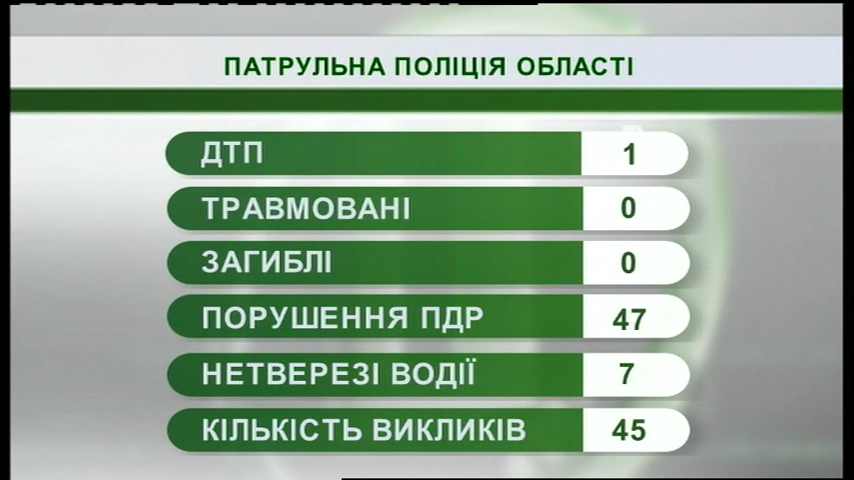 ПАТРУЛЬНА ПОЛІЦІЯ ОБЛАСТІ
ДТП 1
ТРАВМОВАНІ 0
ЗАГИБЛІ 0
ПОРУШЕННЯ ПДР 47
НЕТВЕРЕЗІ ВОДІЇ 7
КІЛЬКІСТЬ ВИКЛИКІВ 45